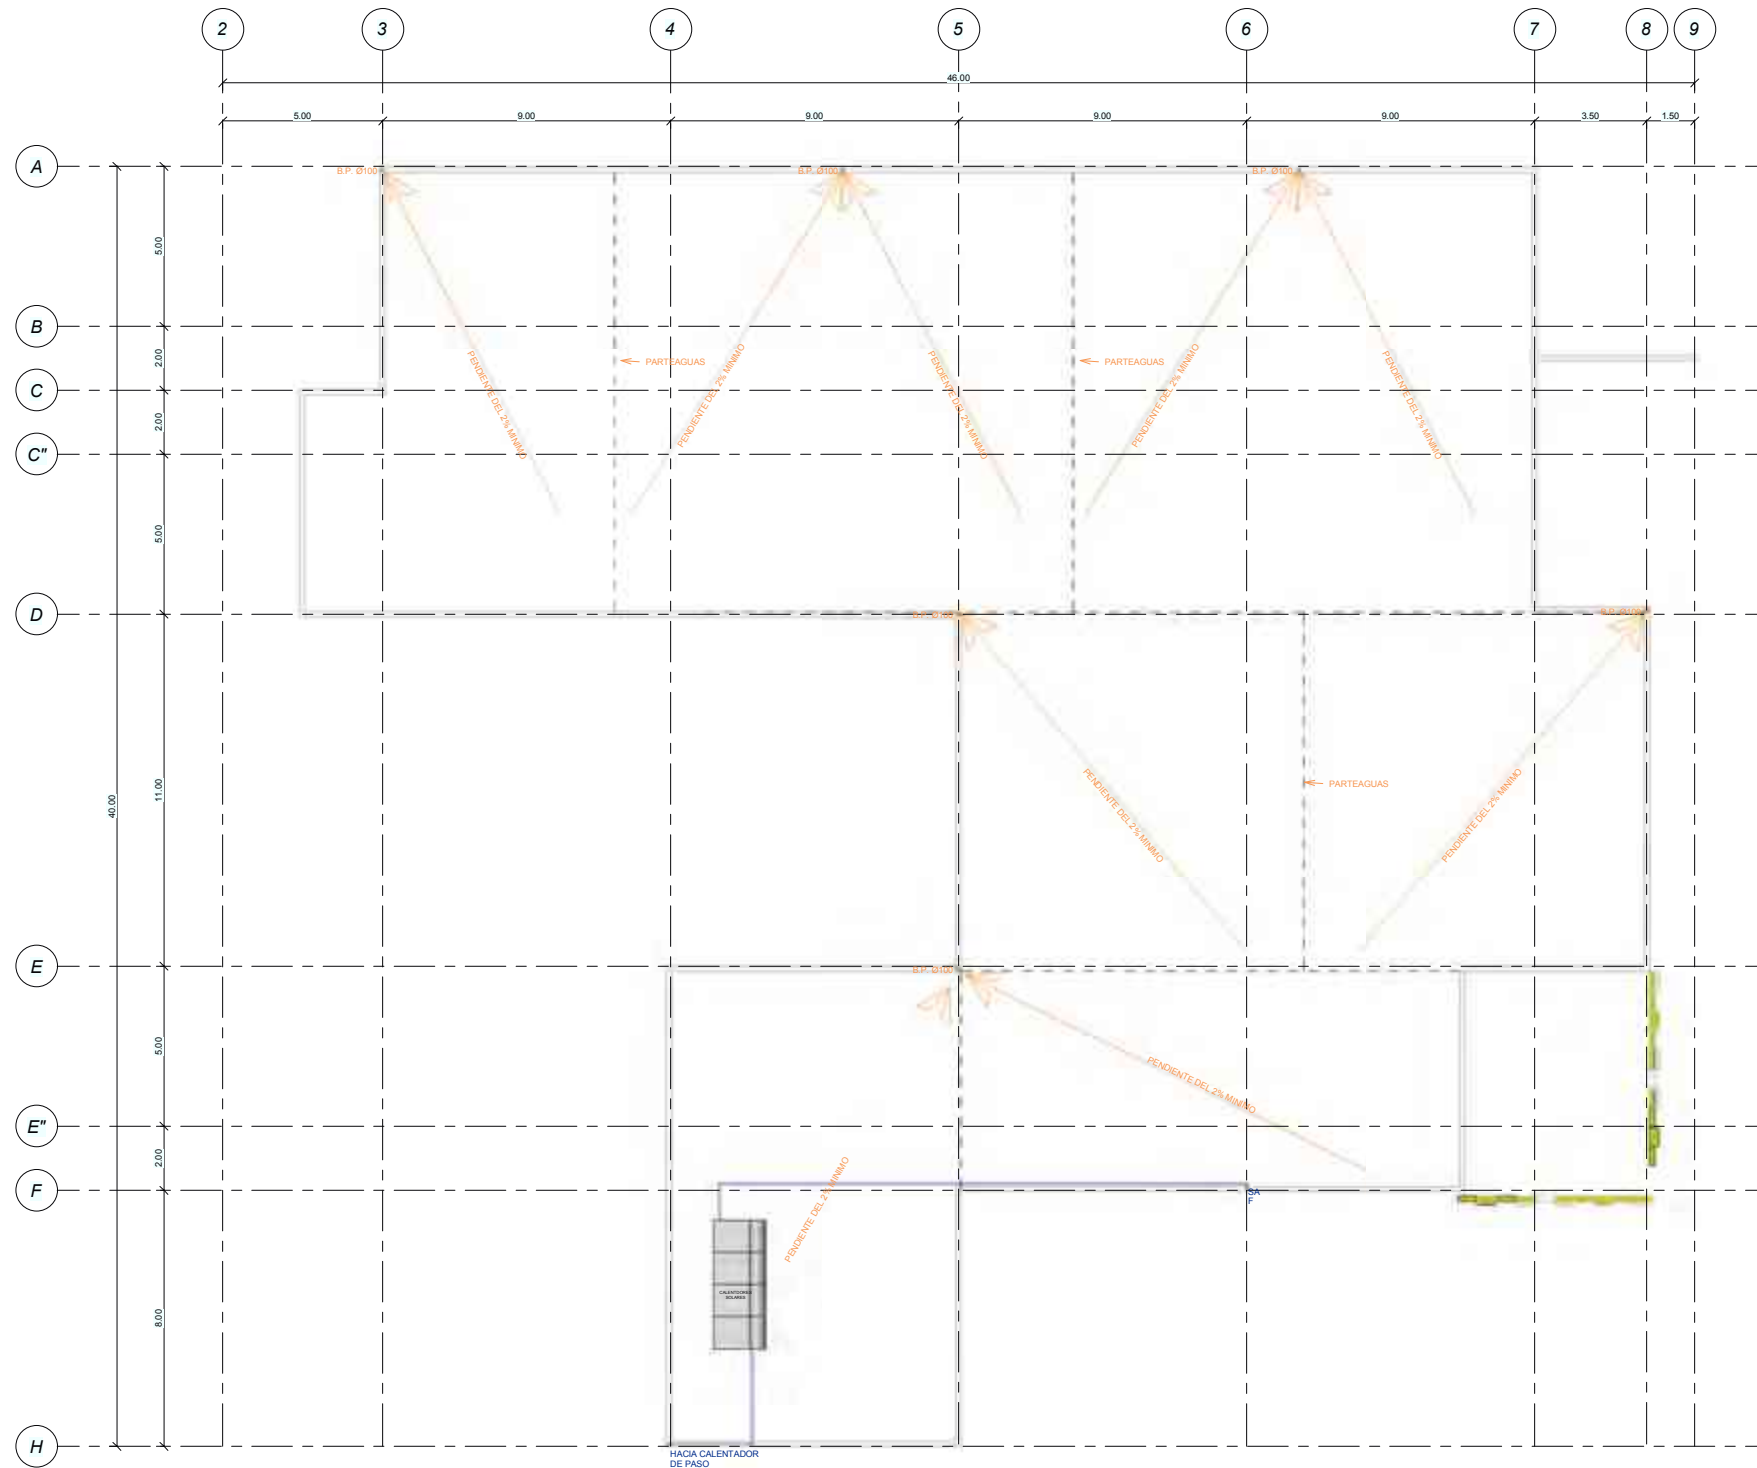 2 3 4 5 6 7 8 9
46.00
5.00 9.00 9.00 9.00 9.00 3.50 1.50
A
B.P. Ø100 B.P. Ø100 B.P. Ø100
5.00
B
2.00
PARTEAGUAS PARTEAGUAS
PENDIENTE DEL 2% MINIMO
PENDIENTE DEL 2% MINIMO
PENDIENTE DEL 2% MINIMO
PENDIENTE DEL 2% MINIMO
PENDIENTE DEL 2% MINIMO
C
2.00
C"
5.00
D
B.P. Ø100 B.P. Ø100
11.00
40.00
PARTEAGUAS
PENDIENTE DEL 2% MINIMO
PENDIENTE DEL 2% MINIMO
E
B.P. Ø100
5.00
PENDIENTE DEL 2% MINIMO
E"
2.00
PENDIENTE DEL 2% MINIMO
F
SA
F
CALENTDORES
SOLARES
8.00
H
HACIA CALENTADOR
DE PASO